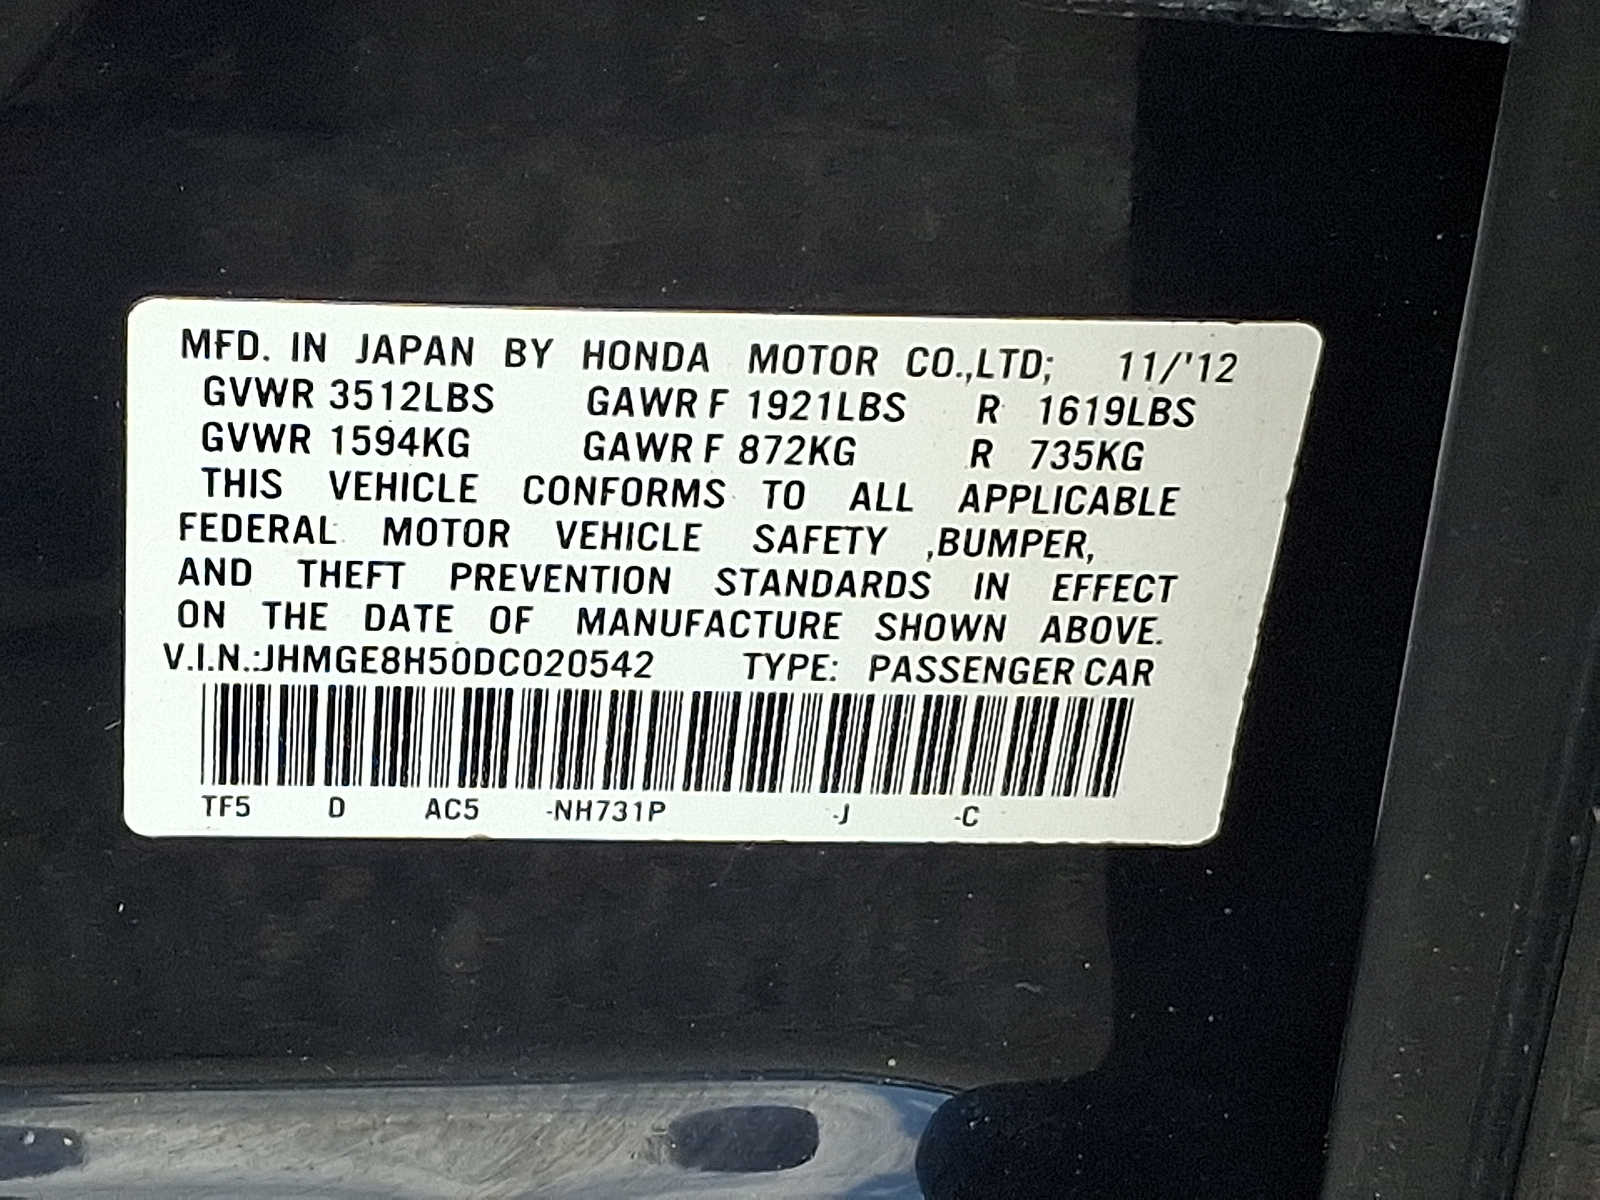 MFD. IN JAPAN BY HONDA MOTOR CO.,LTD; 11/'12
GVWR 3512LBS GAWR F 1921LBS R 1619LBS
GVWR 1594KG GAWR F 872KG R 735KG
THIS VEHICLE CONFORMS TO ALL APPLICABLE
FEDERAL MOTOR VEHICLE SAFETY ,BUMPER,
AND THEFT PREVENTION STANDARDS IN EFFECT
ON THE DATE OF MANUFACTURE SHOWN ABOVE.
V.I.N.:JHMGE8H50DC020542 TYPE: PASSENGER CAR
TF5 D AC5 -NH731P -J -C